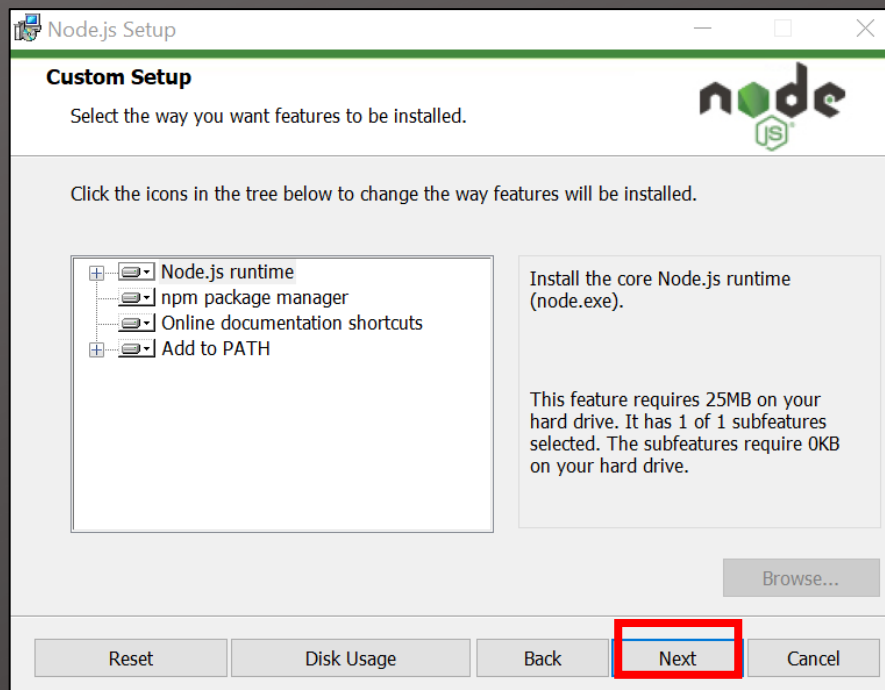 Node.js Setup
Custom Setup
Select the way you want features to be installed.
node
JS
Click the icons in the tree below to change the way features will be installed.
Node.js runtime
npm package manager
Online documentation shortcuts
Add to PATH
Install the core Node.js runtime
(node.exe).
This feature requires 25MB on your
hard drive. It has 1 of 1 subfeatures
selected. The subfeatures require 0KB
on your hard drive.
Browse...
Reset Disk Usage Back Next Cancel